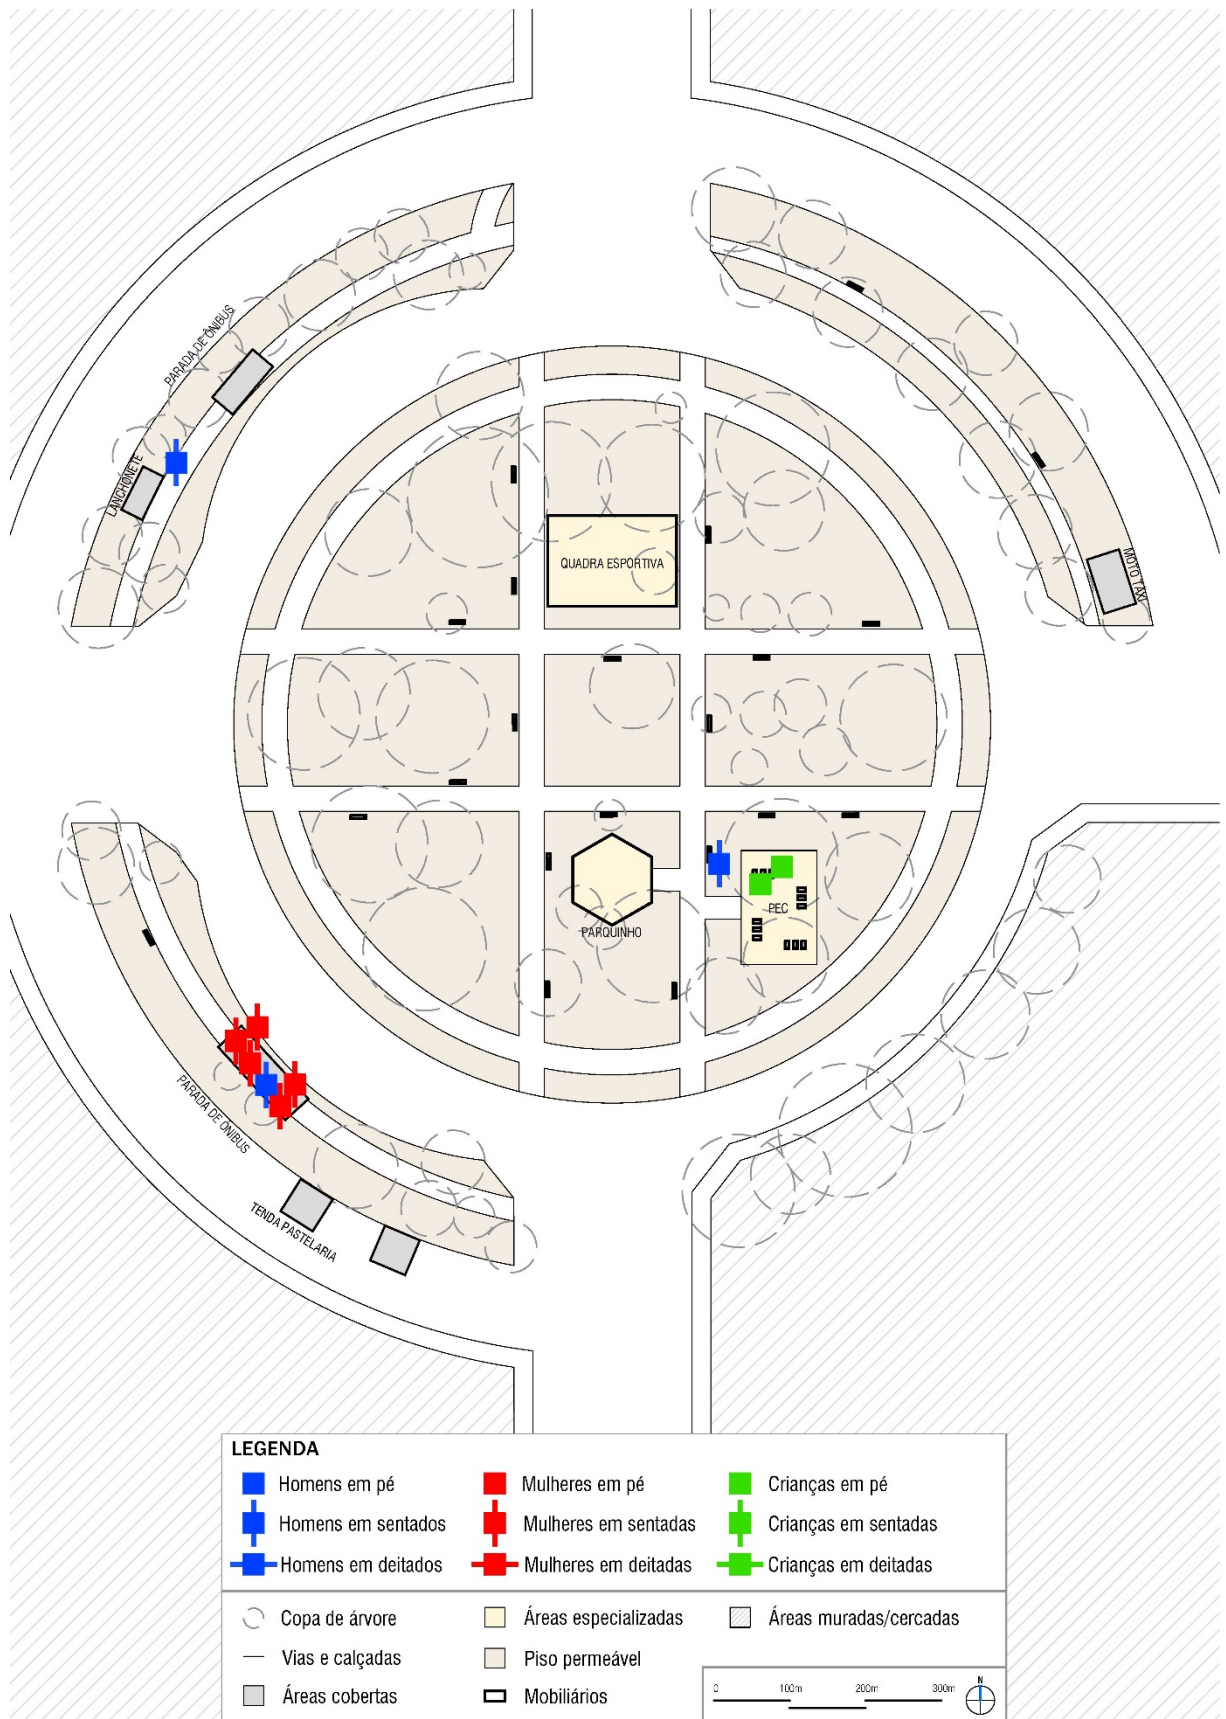 PARADA DE ÔNIBUS
LANCHONETE
QUADRA ESPORTIVA
MOTO TAXI
PEC
PARQUINHO
PARADA DE ONIBUS
TENDA PASTELARIA
LEGENDA
Homens em pé
Mulheres em pé
Crianças em pé
Homens em sentados
Mulheres em sentadas
Crianças em sentadas
Homens em deitados
Mulheres em deitadas
Crianças em deitadas
Copa de árvore
Áreas especializadas
Áreas muradas/cercadas
Vias e calçadas
Piso permeável
Áreas cobertas
Mobiliários
0 100m 200m 300m
N